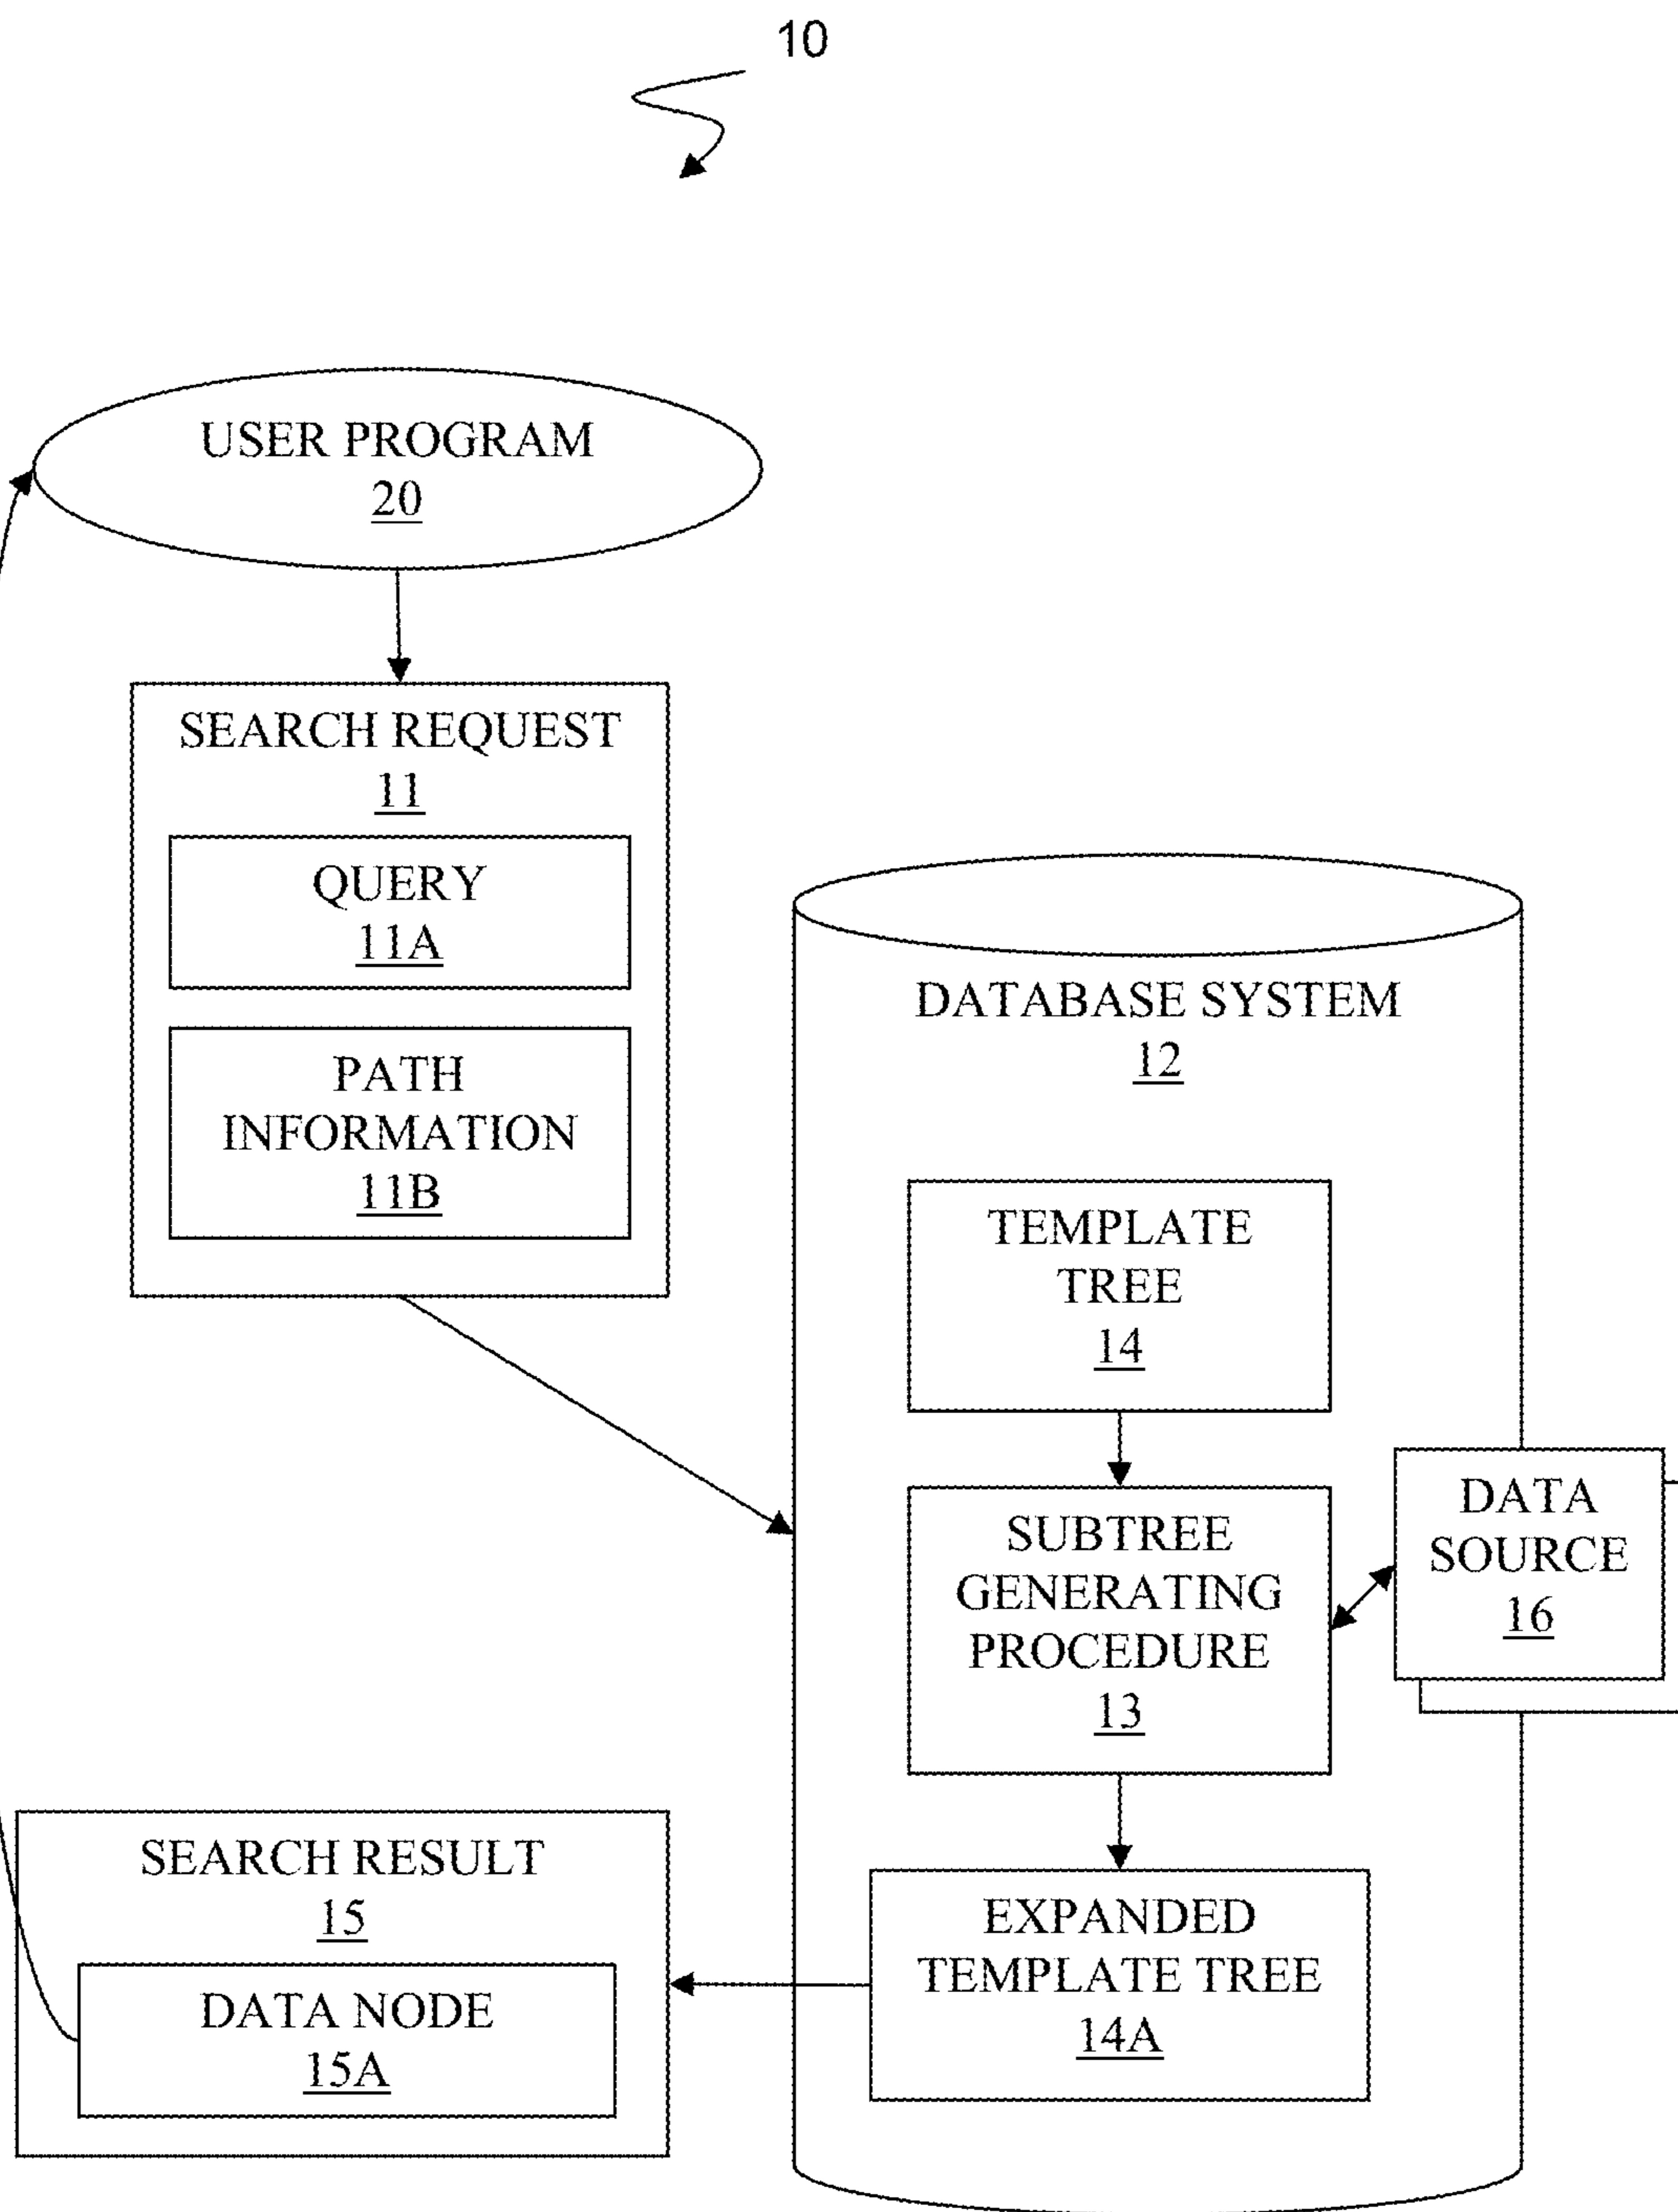 10
USER PROGRAM
20
SEARCH REQUEST
11
QUERY
11A
PATH
INFORMATION
11B
DATABASE SYSTEM
12
TEMPLATE
TREE
14
SUBTREE
GENERATING
PROCEDURE
13
DATA
SOURCE
16
EXPANDED
TEMPLATE TREE
14A
SEARCH RESULT
15
DATA NODE
15A